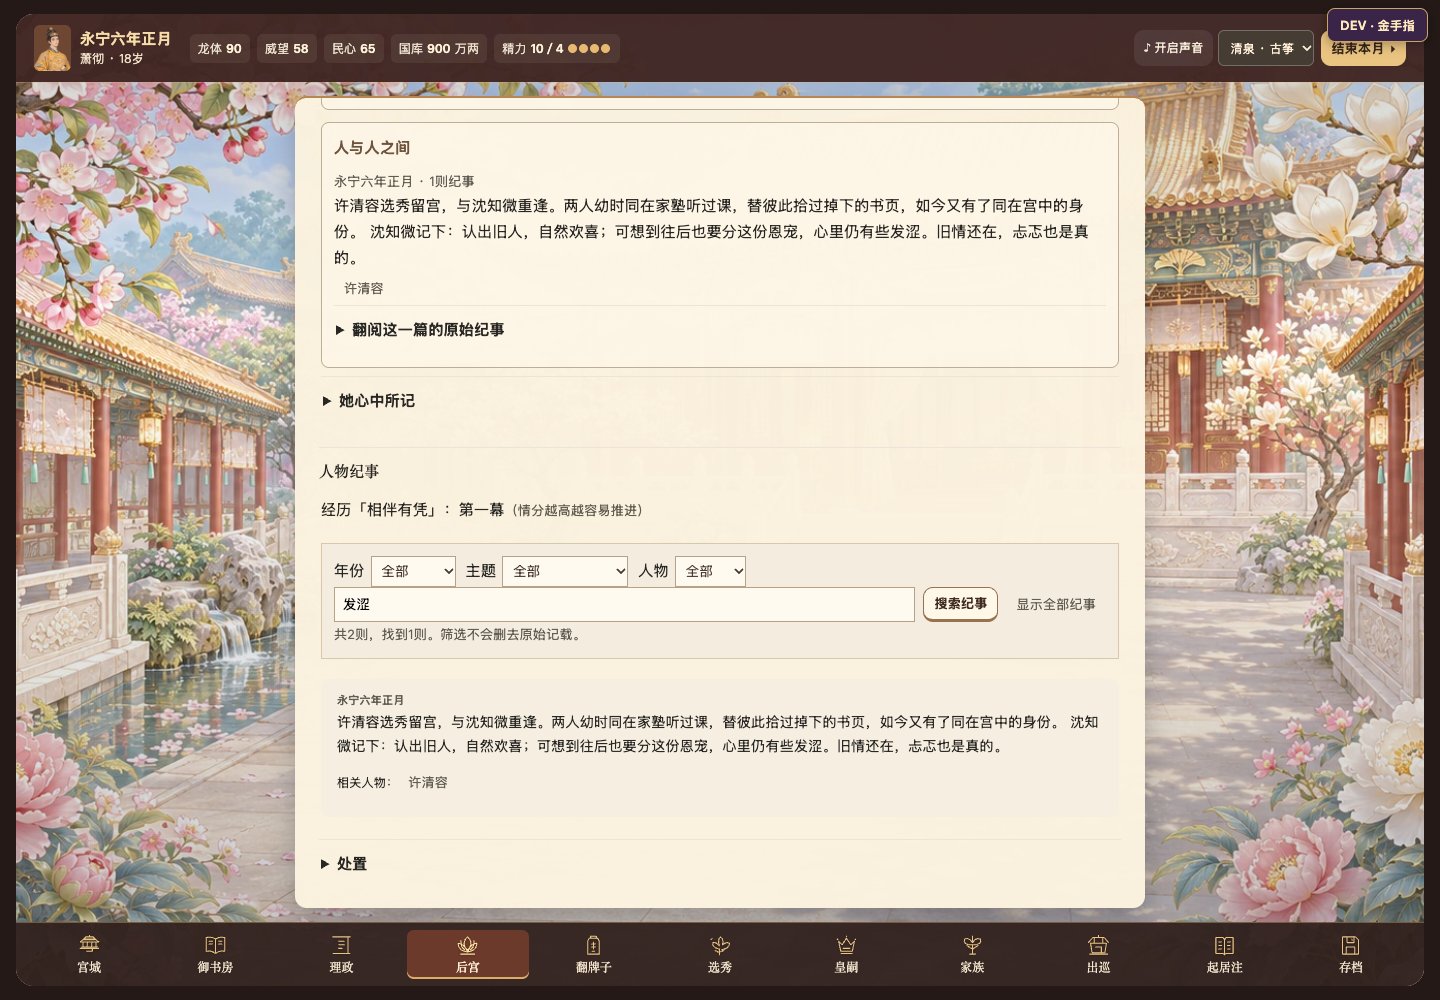 永宁六年正月
萧彻 · 18岁
龙体 90
威望 58
民心 65
国库 900 万两
精力 10 / 4
♪ 开启声音
清泉 · 古筝
DEV · 金手指
结束本月 ›
人与人之间
永宁六年正月 · 1则纪事
许清容选秀留宫，与沈知微重逢。两人幼时同在家塾听过课，替彼此拾过掉下的书页，如今又有了同在宫中的身
份。 沈知微记下：认出旧人，自然欢喜；可想到往后也要分这份恩宠，心里仍有些发涩。旧情还在，忐忑也是真
的。
许清容
▶ 翻阅这一篇的原始纪事
▶ 她心中所记
人物纪事
经历「相伴有凭」：第一幕（情分越高越容易推进）
年份 全部 主题 全部 人物 全部
发涩 搜索纪事 显示全部纪事
共2则，找到1则。筛选不会删去原始记载。
永宁六年正月
许清容选秀留宫，与沈知微重逢。两人幼时同在家塾听过课，替彼此拾过掉下的书页，如今又有了同在宫中的身份。 沈知
微记下：认出旧人，自然欢喜；可想到往后也要分这份恩宠，心里仍有些发涩。旧情还在，忐忑也是真的。
相关人物： 许清容
▶ 处置
官城
御书房
理政
后宫
翻牌子
选秀
皇嗣
家族
出巡
起居注
存档